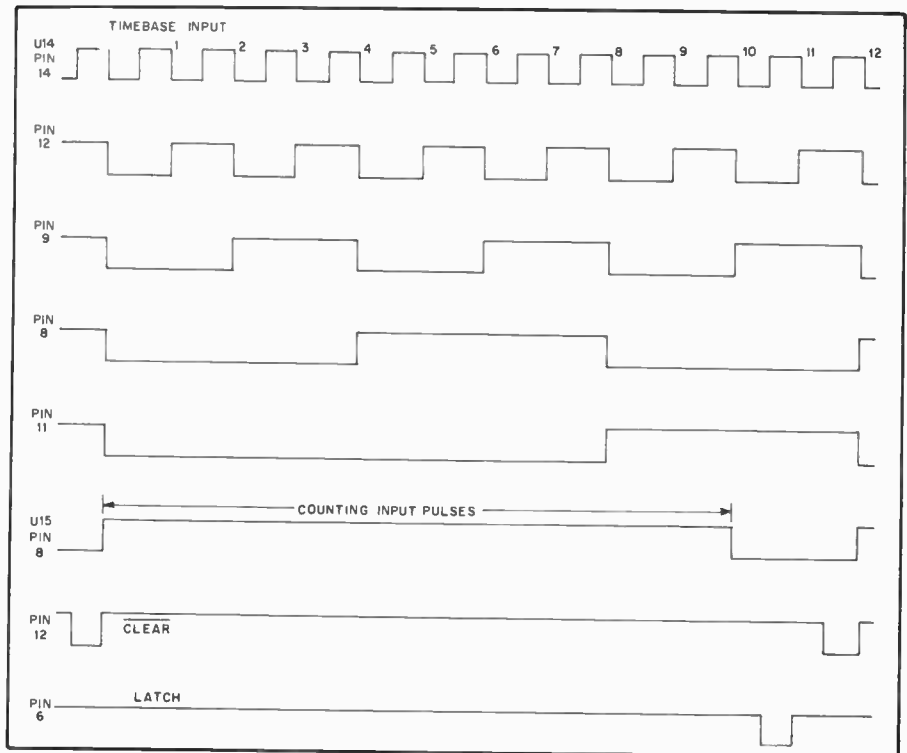 TIMEBASE INPUT
U14
PIN
14
1 2 3 4 5 6 7 8 9 10 11 12
PIN
12
PIN
9
PIN
8
PIN
11
COUNTING INPUT PULSES
U15
PIN
8
PIN
12
CLEAR
PIN
6
LATCH